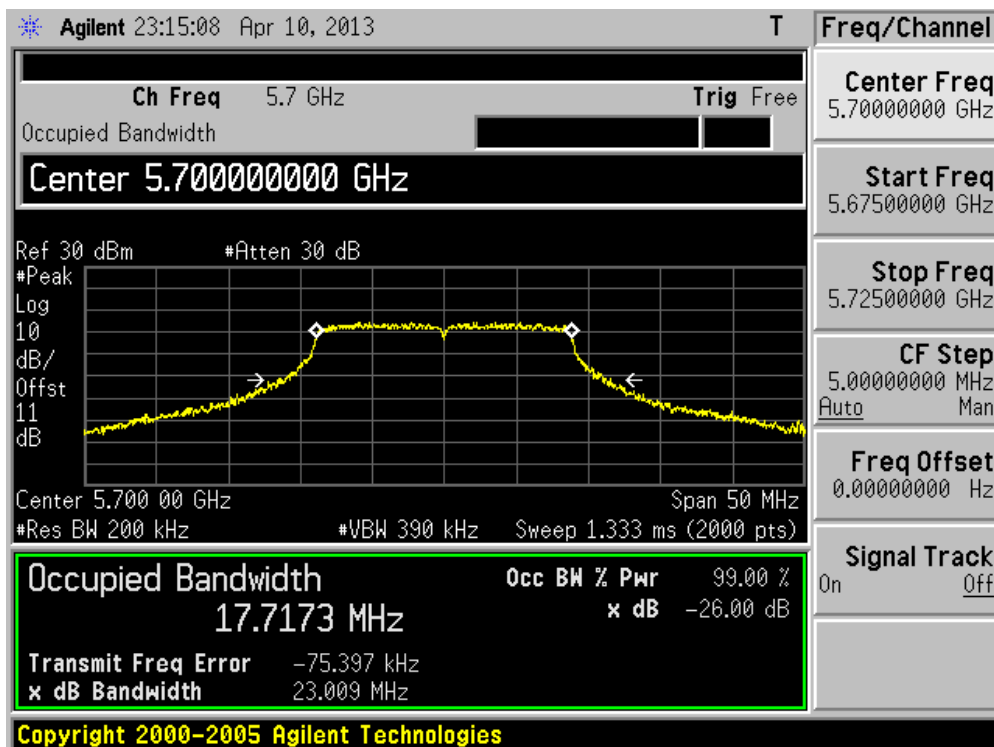 Agilent 23:15:08 Apr 10, 2013 T
Ch Freq 5.7 GHz Trig Free
Occupied Bandwidth
Center 5.700000000 GHz
Ref 30 dBm #Atten 30 dB
#Peak
Log
10
dB/
Offst
11
dB
Center 5.700 00 GHz Span 50 MHz
#Res BW 200 kHz #VBW 390 kHz Sweep 1.333 ms (2000 pts)
Occupied Bandwidth
17.7173 MHz
Occ BW % Pwr 99.00 %
x dB -26.00 dB
Transmit Freq Error -75.397 kHz
x dB Bandwidth 23.009 MHz
Copyright 2000-2005 Agilent Technologies
Freq/Channel
Center Freq
5.70000000 GHz
Start Freq
5.67500000 GHz
Stop Freq
5.72500000 GHz
CF Step
5.00000000 MHz
Auto Man
Freq Offset
0.00000000 Hz
Signal Track
On Off